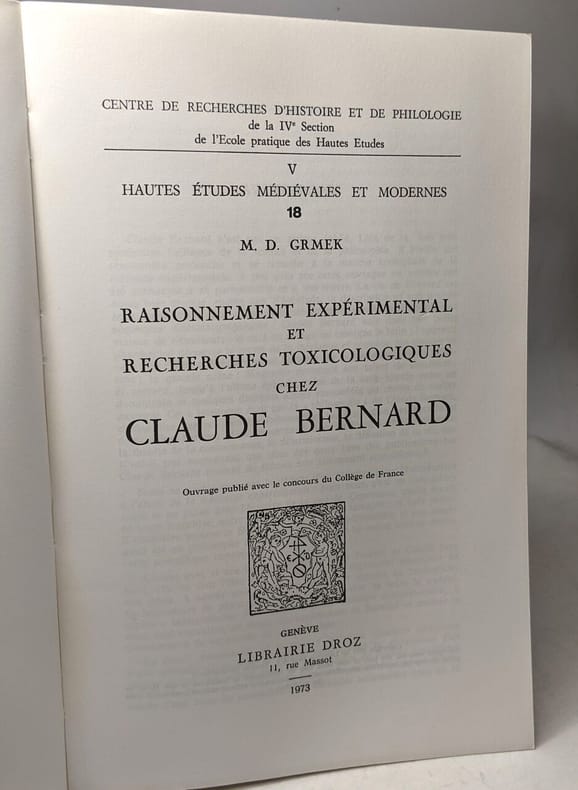 CENTRE DE RECHERCHES D'HISTOIRE ET DE PHILOLOGIE
de la IVe Section
de l'Ecole pratique des Hautes Etudes
V
HAUTES ÉTUDES MÉDIÉVALES ET MODERNES
18
M. D. GRMEK
RAISONNEMENT EXPÉRIMENTAL
ET
RECHERCHES TOXICOLOGIQUES
CHEZ
CLAUDE BERNARD
Ouvrage publié avec le concours du Collège de France
GENÈVE
LIBRAIRIE DROZ
11, rue Massot
1973